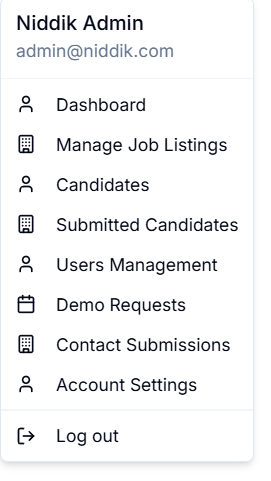 Niddik Admin
admin@niddik.com
Dashboard
Manage Job Listings
Candidates
Submitted Candidates
Users Management
Demo Requests
Contact Submissions
Account Settings
Log out